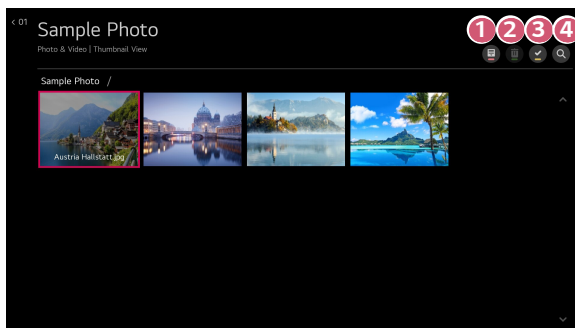 < 01
Sample Photo
1 2 3 4
Photo & Video | Thumbnail View
Sample Photo /
Austria Hallstatt.jpg